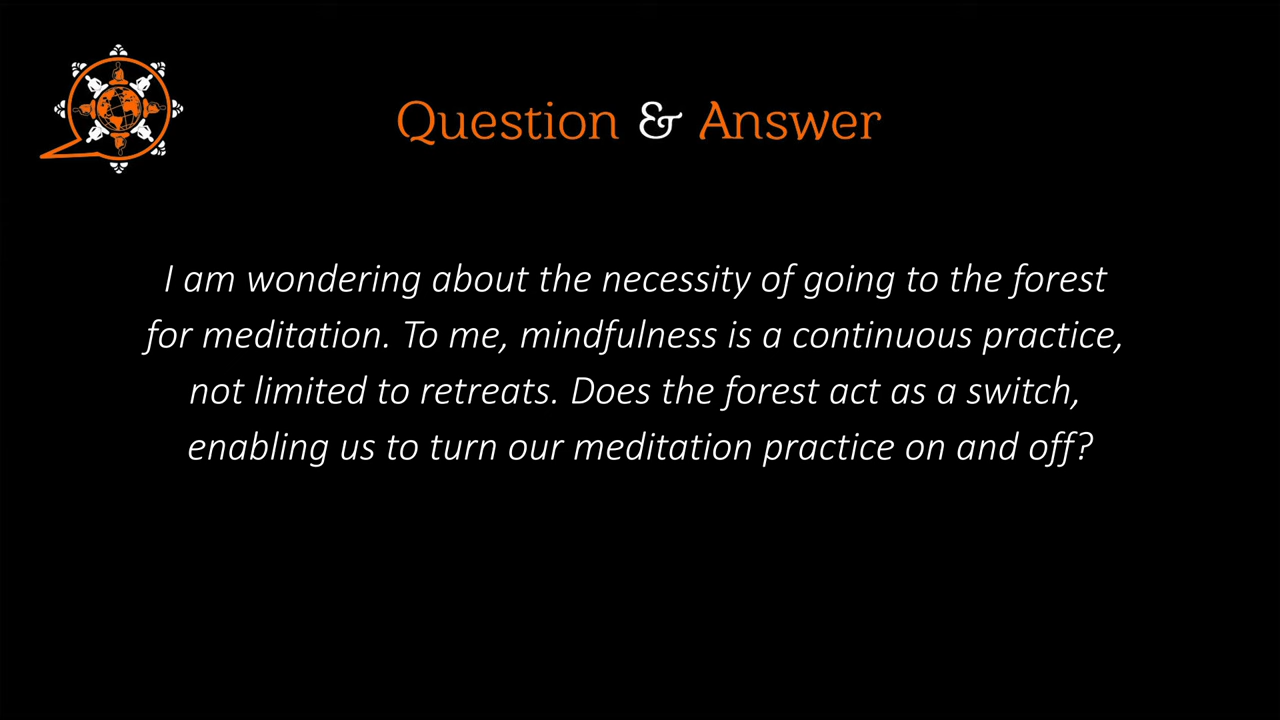 Question & Answer
I am wondering about the necessity of going to the forest
for meditation. To me, mindfulness is a continuous practice,
not limited to retreats. Does the forest act as a switch,
enabling us to turn our meditation practice on and off?